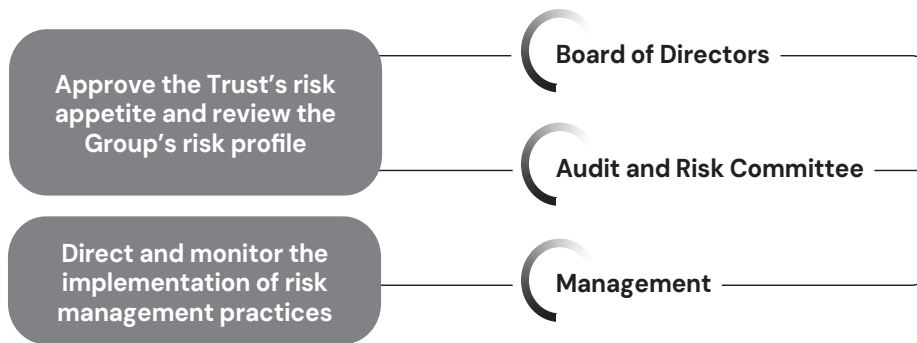 Approve the Trust’s risk
appetite and review the
Group’s risk profile
Board of Directors
Audit and Risk Committee
Direct and monitor the
implementation of risk
management practices
Management